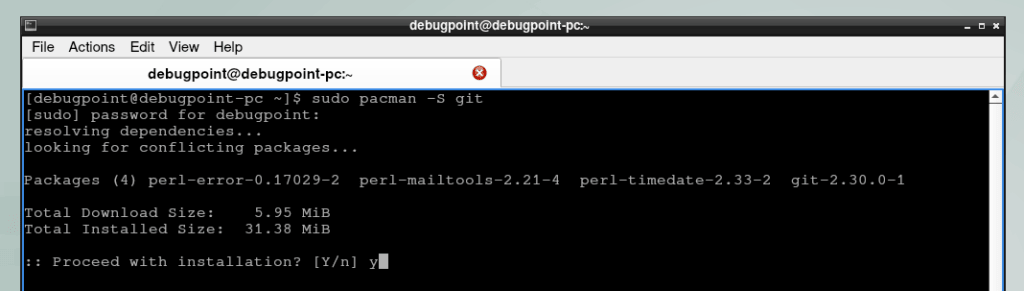 debugpoint@debugpoint-pc:~
File Actions Edit View Help
debugpoint@debugpoint-pc:~
[debugpoint@debugpoint-pc ~]$ sudo pacman -S git
[sudo] password for debugpoint:
resolving dependencies...
looking for conflicting packages...
Packages (4) perl-error-0.17029-2  perl-mailtools-2.21-4  perl-timedate-2.33-2  git-2.30.0-1
Total Download Size:    5.95 MiB
Total Installed Size:  31.38 MiB
:: Proceed with installation? [Y/n] y